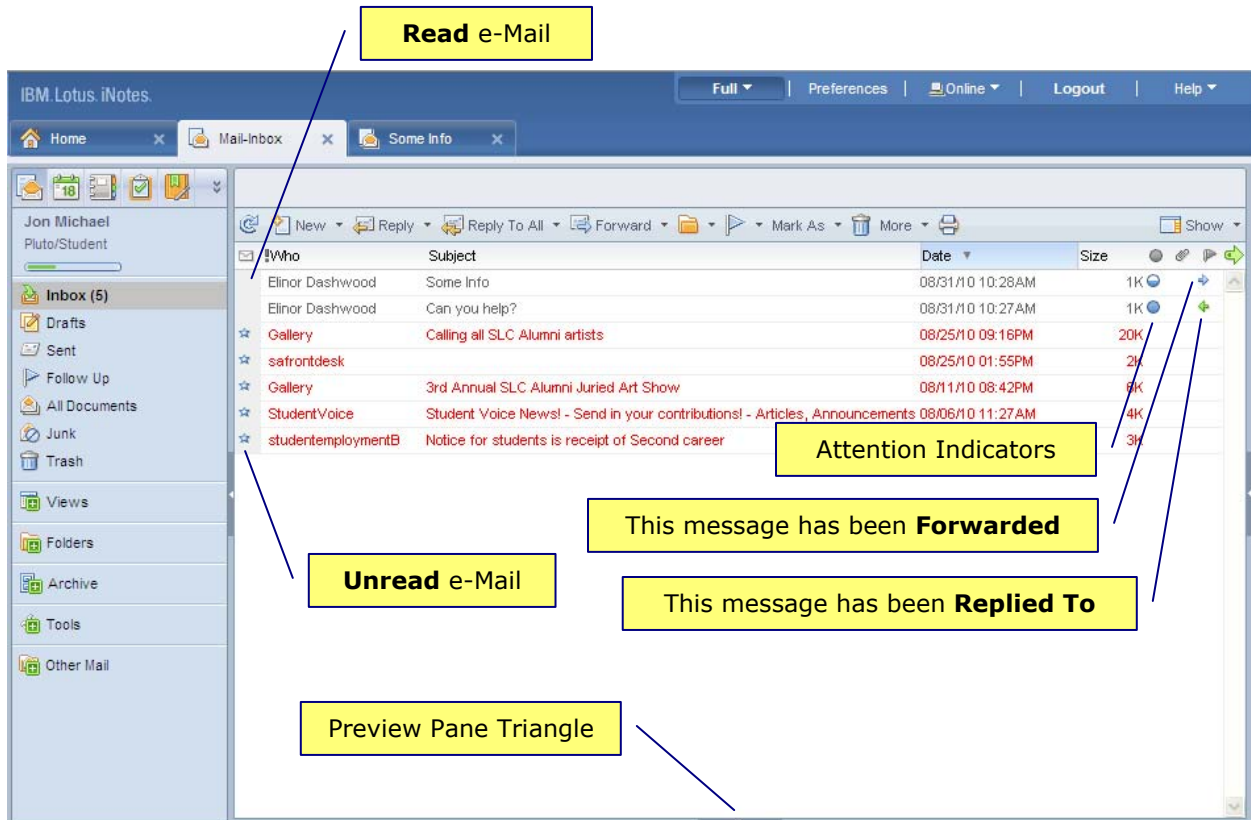 Read e-Mail
IBM.Lotus.iNotes.
Full | Preferences | Online | Logout | Help
Home Mail-Inbox Some Info
18
Jon Michael
Pluto/Student
New Reply Reply To All Forward Mark As More Show
!Who Subject Date Size
Elinor Dashwood Some Info 08/31/10 10:28AM 1K
Elinor Dashwood Can you help? 08/31/10 10:27AM 1K
Gallery Calling all SLC Alumni artists 08/25/10 09:16PM 20K
safrontdesk 08/25/10 01:55PM 2K
Gallery 3rd Annual SLC Alumni Juried Art Show 08/11/10 08:42PM 6K
StudentVoice Student Voice News! - Send in your contributions! - Articles, Announcements 08/06/10 11:27AM 4K
studentemploymentB Notice for students is receipt of Second career 3K
Inbox (5)
Drafts
Sent
Follow Up
All Documents
Junk
Trash
Views
Folders
Archive
Tools
Other Mail
Attention Indicators
This message has been Forwarded
Unread e-Mail
This message has been Replied To
Preview Pane Triangle